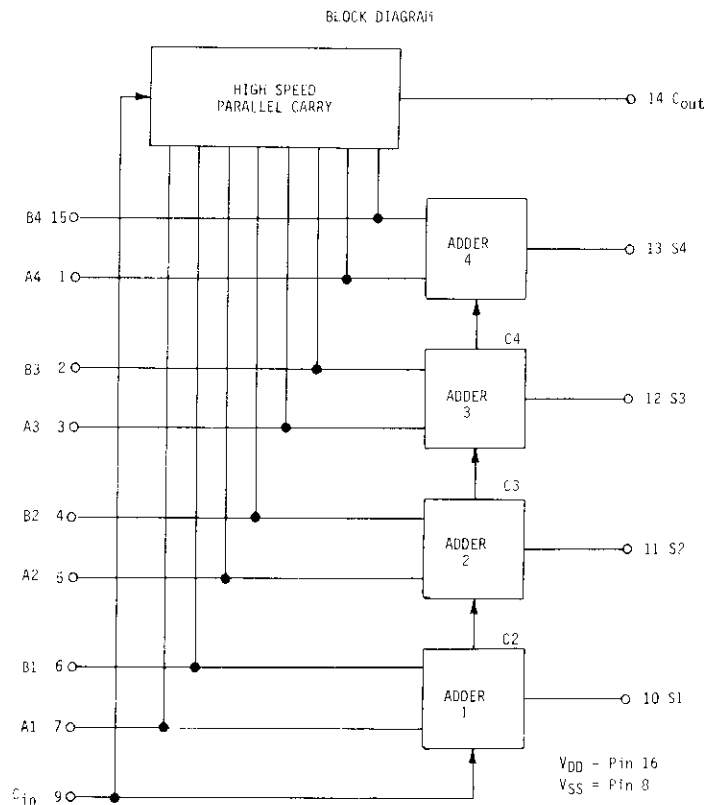 BLOCK DIAGRAM
HIGH SPEED
PARALLEL CARRY
14 Cout
B4 15
ADDER
4
13 S4
A4 1
C4
B3 2
ADDER
3
12 S3
A3 3
C3
B2 4
ADDER
2
11 S2
A2 5
C2
B1 6
ADDER
1
10 S1
A1 7
VDD - Pin 16
VSS = Pin 8
Cin 9